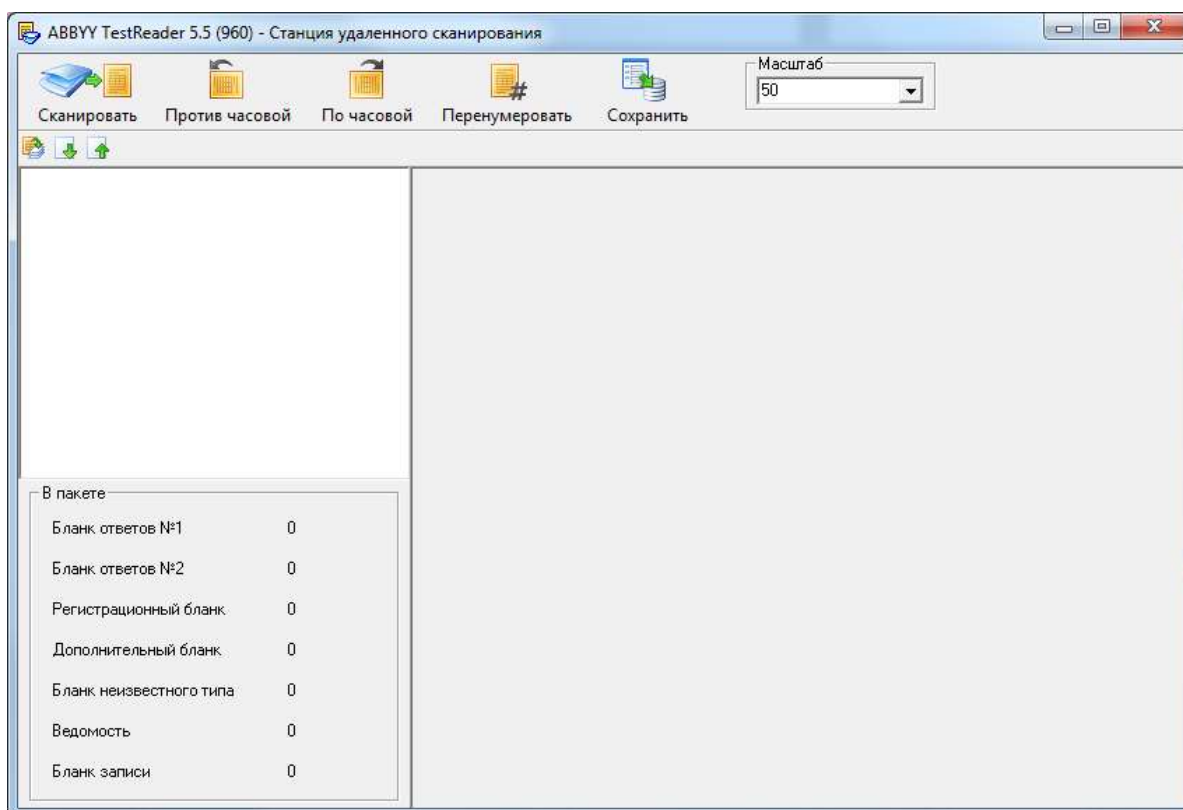 ABBYY TestReader 5.5 (960) - Станция удаленного сканирования
Масштаб
50
Сканировать Против часовой По часовой Перенумеровать Сохранить
В пакете
Бланк ответов №1 0
Бланк ответов №2 0
Регистрационный бланк 0
Дополнительный бланк 0
Бланк неизвестного типа 0
Ведомость 0
Бланк записи 0